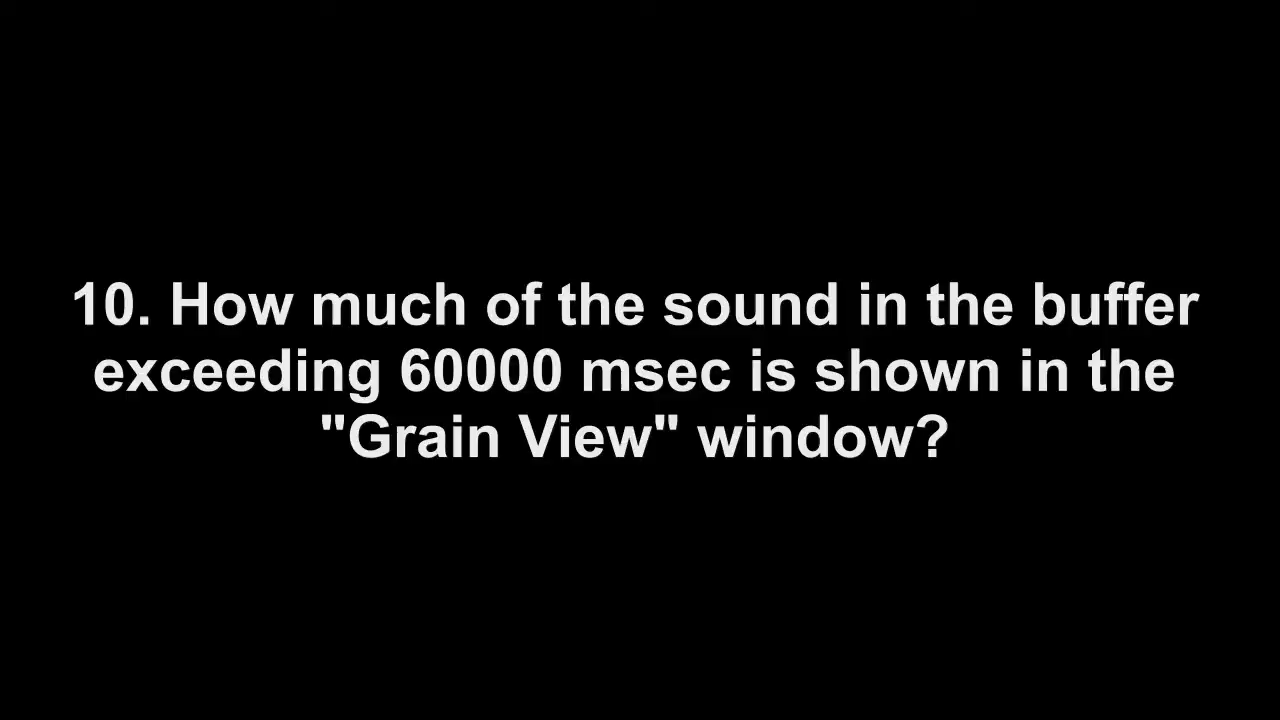 10. How much of the sound in the buffer
exceeding 60000 msec is shown in the
"Grain View" window?